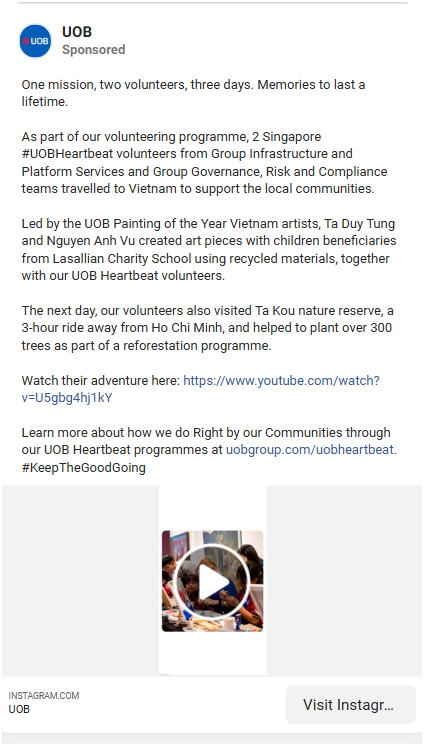 UOB
UOB
Sponsored
One mission, two volunteers, three days. Memories to last a
lifetime.
As part of our volunteering programme, 2 Singapore
#UOBHeartbeat volunteers from Group Infrastructure and
Platform Services and Group Governance, Risk and Compliance
teams travelled to Vietnam to support the local communities.
Led by the UOB Painting of the Year Vietnam artists, Ta Duy Tung
and Nguyen Anh Vu created art pieces with children beneficiaries
from Lasallian Charity School using recycled materials, together
with our UOB Heartbeat volunteers.
The next day, our volunteers also visited Ta Kou nature reserve, a
3-hour ride away from Ho Chi Minh, and helped to plant over 300
trees as part of a reforestation programme.
Watch their adventure here: https://www.youtube.com/watch?
v=U5gbg4hj1kY
Learn more about how we do Right by our Communities through
our UOB Heartbeat programmes at uobgroup.com/uobheartbeat.
#KeepTheGoodGoing
INSTAGRAM.COM
UOB
Visit Instagr...